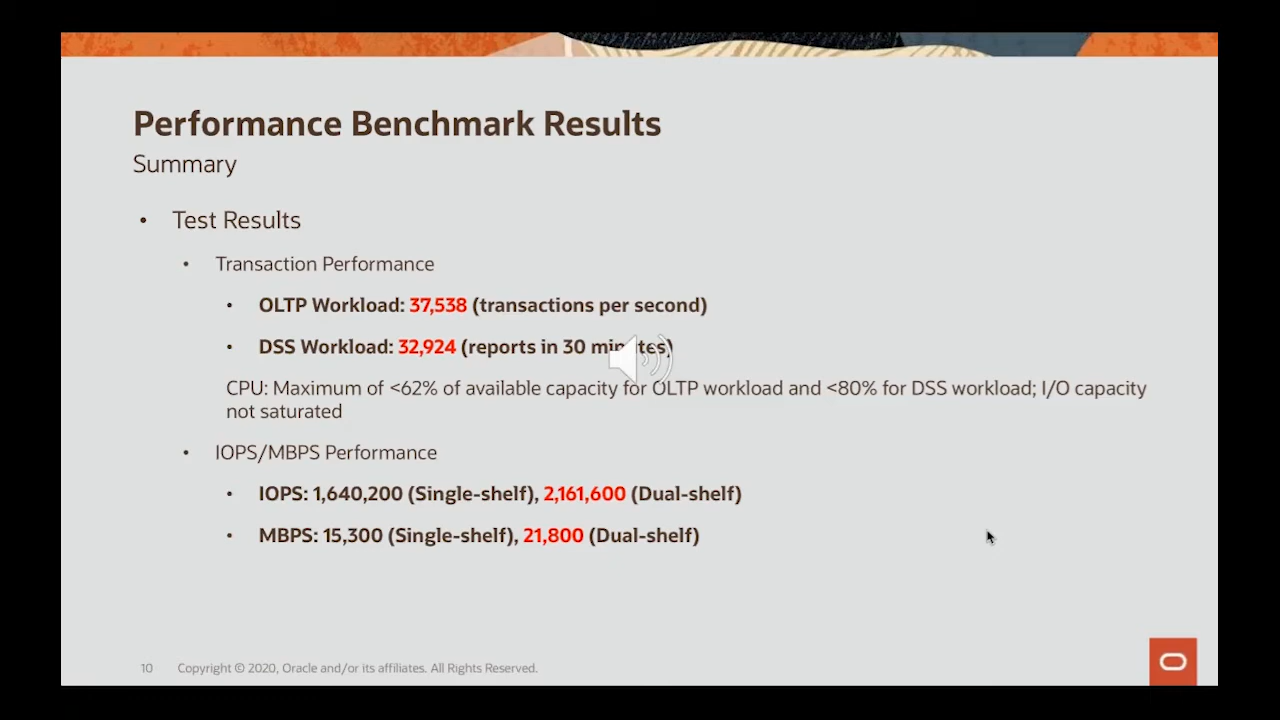 Performance Benchmark Results
Summary
• Test Results
• Transaction Performance
• OLTP Workload: 37,538 (transactions per second)
• DSS Workload: 32,924 (reports in 30 minutes)
CPU: Maximum of <62% of available capacity for OLTP workload and <80% for DSS workload; I/O capacity
not saturated
• IOPS/MBPS Performance
• IOPS: 1,640,200 (Single-shelf), 2,161,600 (Dual-shelf)
• MBPS: 15,300 (Single-shelf), 21,800 (Dual-shelf)
10 Copyright © 2020, Oracle and/or its affiliates. All Rights Reserved.